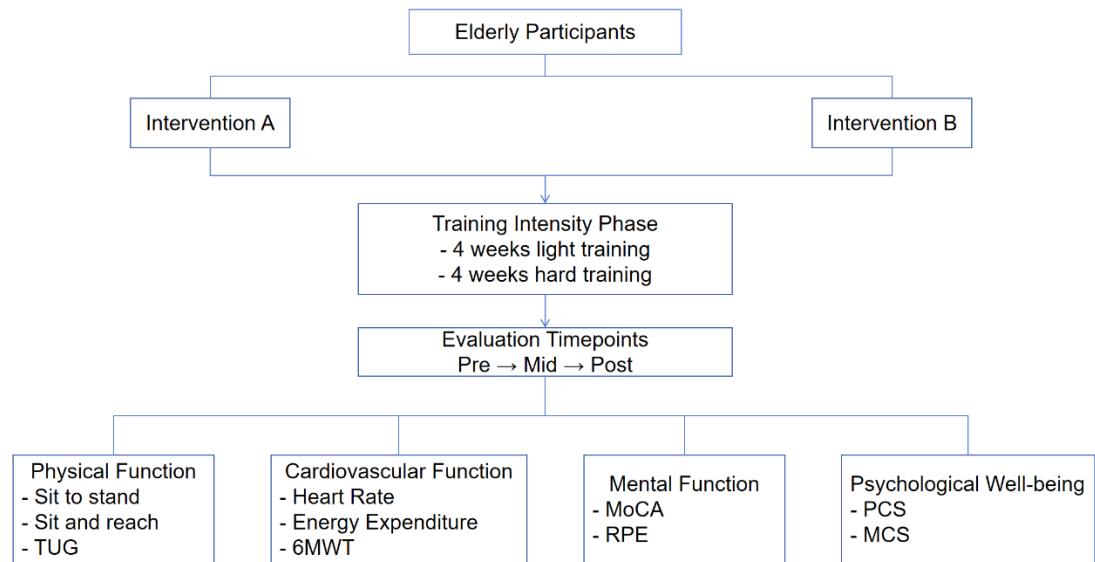 Elderly Participants
Intervention A
Intervention B
Training Intensity Phase
- 4 weeks light training
- 4 weeks hard training
Evaluation Timepoints
Pre → Mid → Post
Physical Function
- Sit to stand
- Sit and reach
- TUG
Cardiovascular Function
- Heart Rate
- Energy Expenditure
- 6MWT
Mental Function
- MoCA
- RPE
Psychological Well-being
- PCS
- MCS